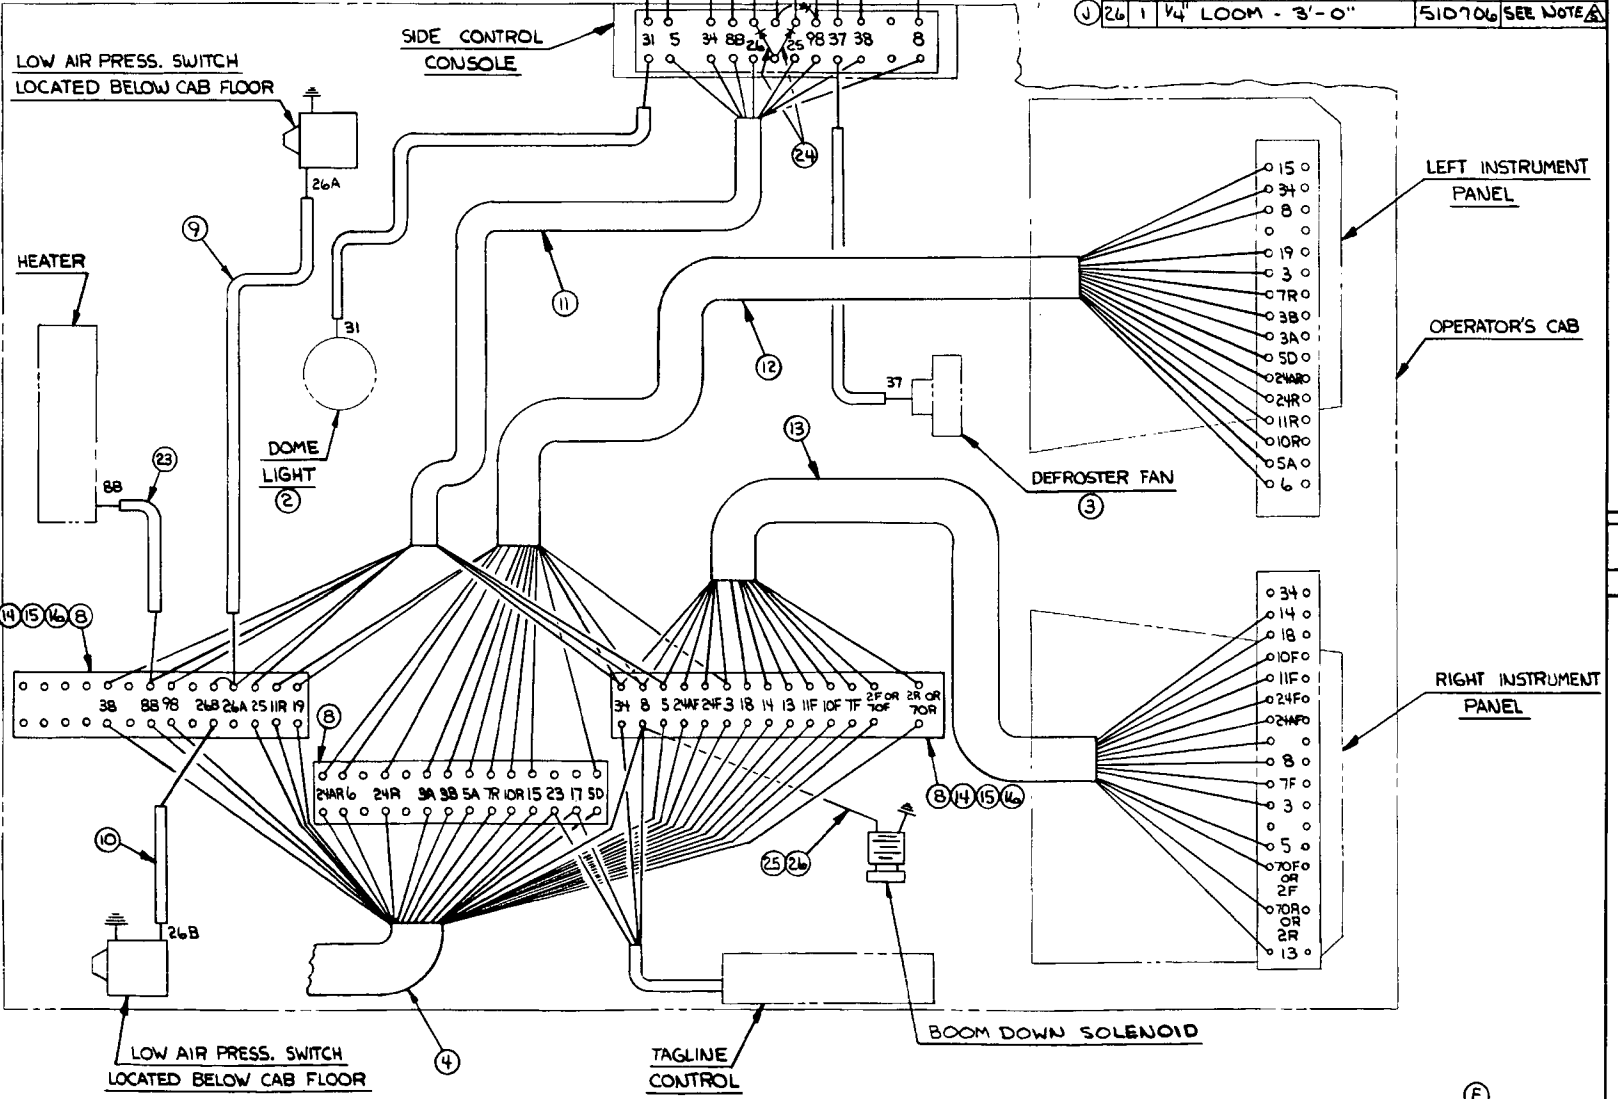 J 26 1 1/4" LOOM - 3'-0" 510706 SEE NOTE 5
SIDE CONTROL
CONSOLE
31 5 34 8B 26 25 9B 37 38 8
LOW AIR PRESS. SWITCH
LOCATED BELOW CAB FLOOR
26A
24
9
HEATER
11
12
31
DOME
LIGHT
2
37
DEFROSTER FAN
3
13
LEFT INSTRUMENT
PANEL
OPERATOR'S CAB
15
34
8
19
3
7R
3B
3A
5D
24AR
24R
11R
10R
5A
6
8B
23
14 15 16 8
38 8B 9B 26B 26A 25 11R 19
8
24AR 6 24R 3A 3B 5A 7R 10R 15 23 17 5D
34 8 5 24AF 24F 3 18 14 13 11F 10F 7F 2F OR 70F 2R OR 70R
8 14 15 16
RIGHT INSTRUMENT
PANEL
34
14
18
10F
11F
24F
24AF
8
7F
3
5
70F
OR
2F
70R
OR
2R
13
10
26B
25 26
4
LOW AIR PRESS. SWITCH
LOCATED BELOW CAB FLOOR
TAGLINE
CONTROL
BOOM DOWN SOLENOID
E